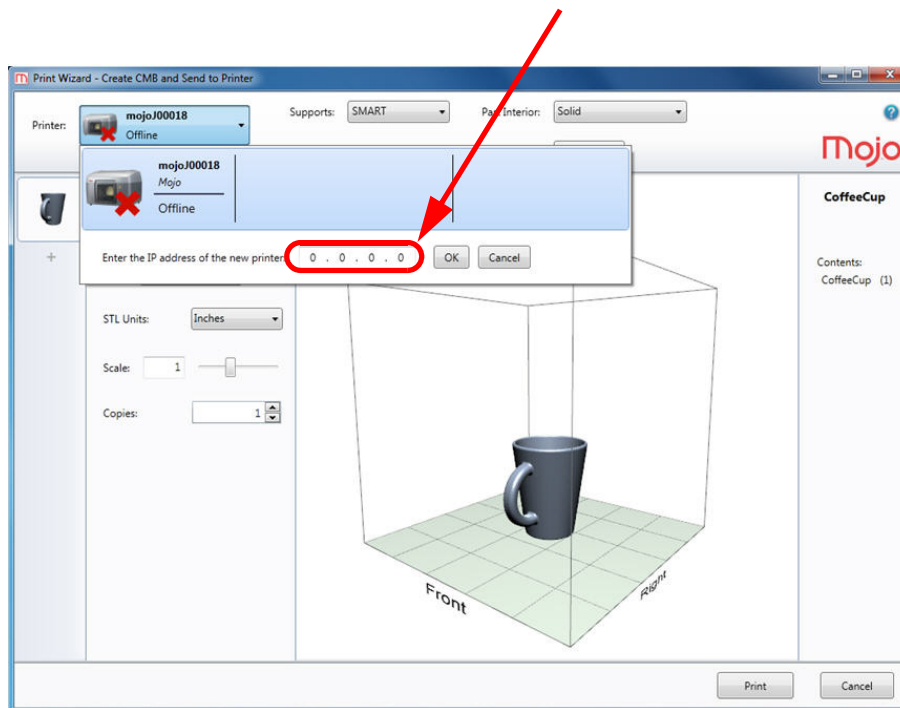 Print Wizard - Create CMB and Send to Printer
Printer:
mojoJ00018
Offline
Supports:
SMART
Part Interior:
Solid
Mojo
mojoJ00018
Mojo
Offline
Enter the IP address of the new printer:
0 . 0 . 0 . 0
OK
Cancel
STL Units:
Inches
Scale:
1
Copies:
1
Front
Right
CoffeeCup
Contents:
CoffeeCup (1)
Print
Cancel